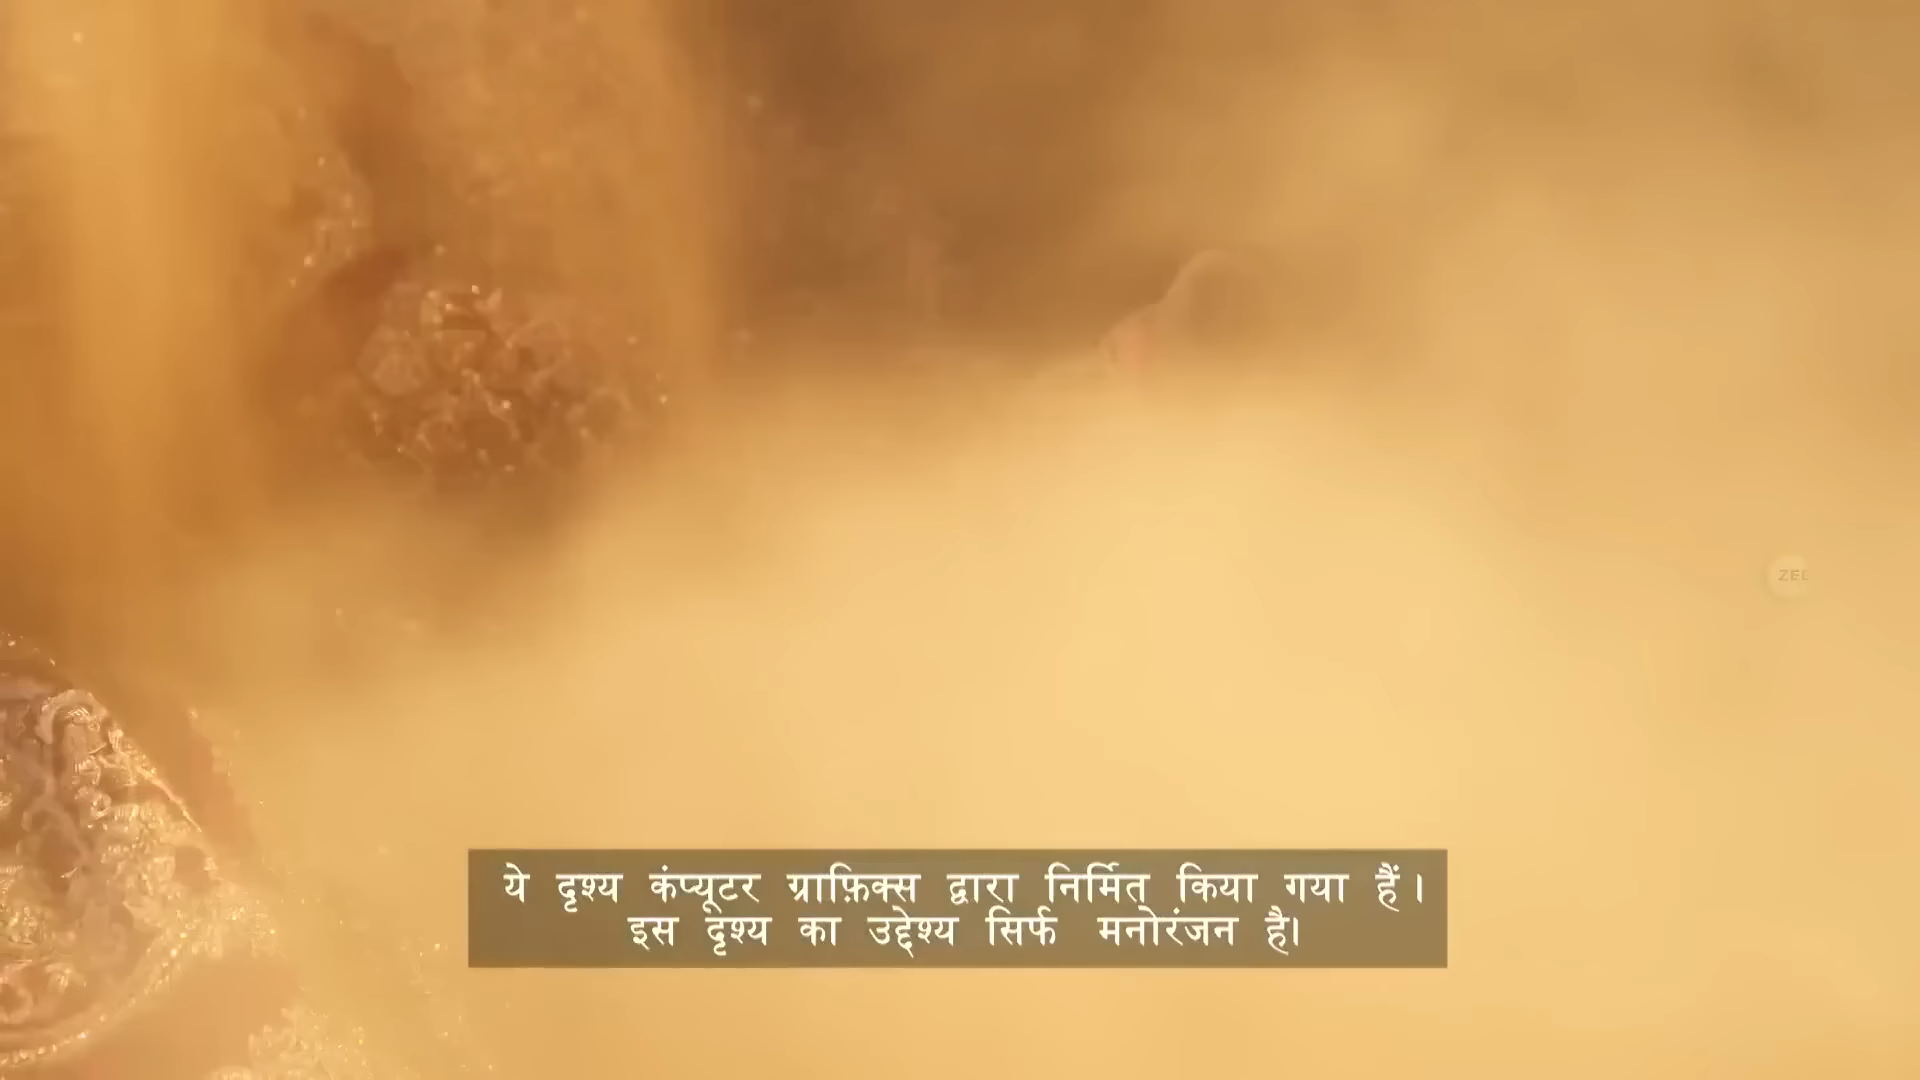 ये दृश्य कंप्यूटर ग्राफ़िक्स द्वारा निर्मित किया गया हैं।
इस दृश्य का उद्देश्य सिर्फ मनोरंजन है।